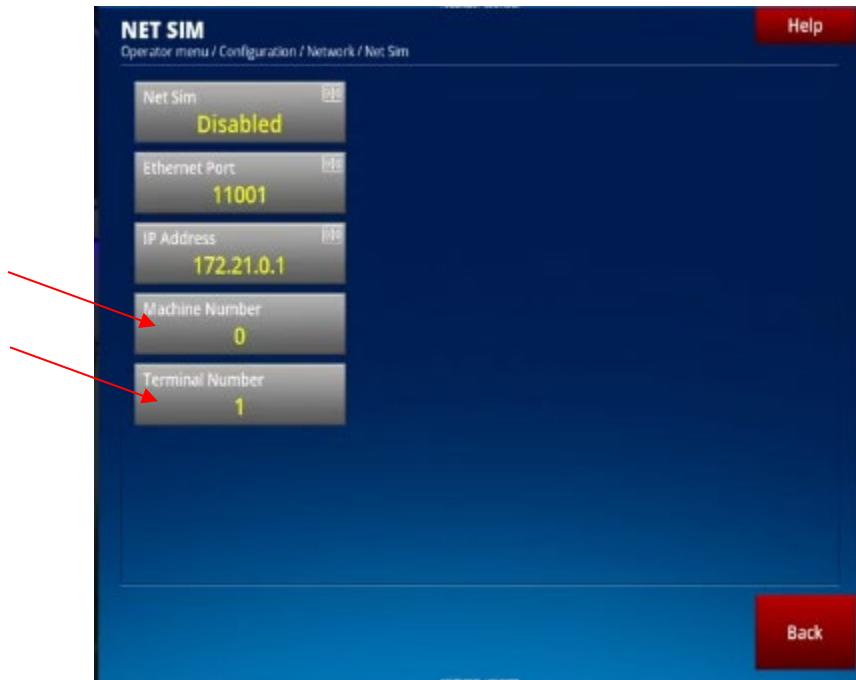 NET SIM
Help
Operator menu / Configuration / Network / Net Sim
Net Sim
Disabled
Ethernet Port
11001
IP Address
172.21.0.1
Machine Number
0
Terminal Number
1
Back